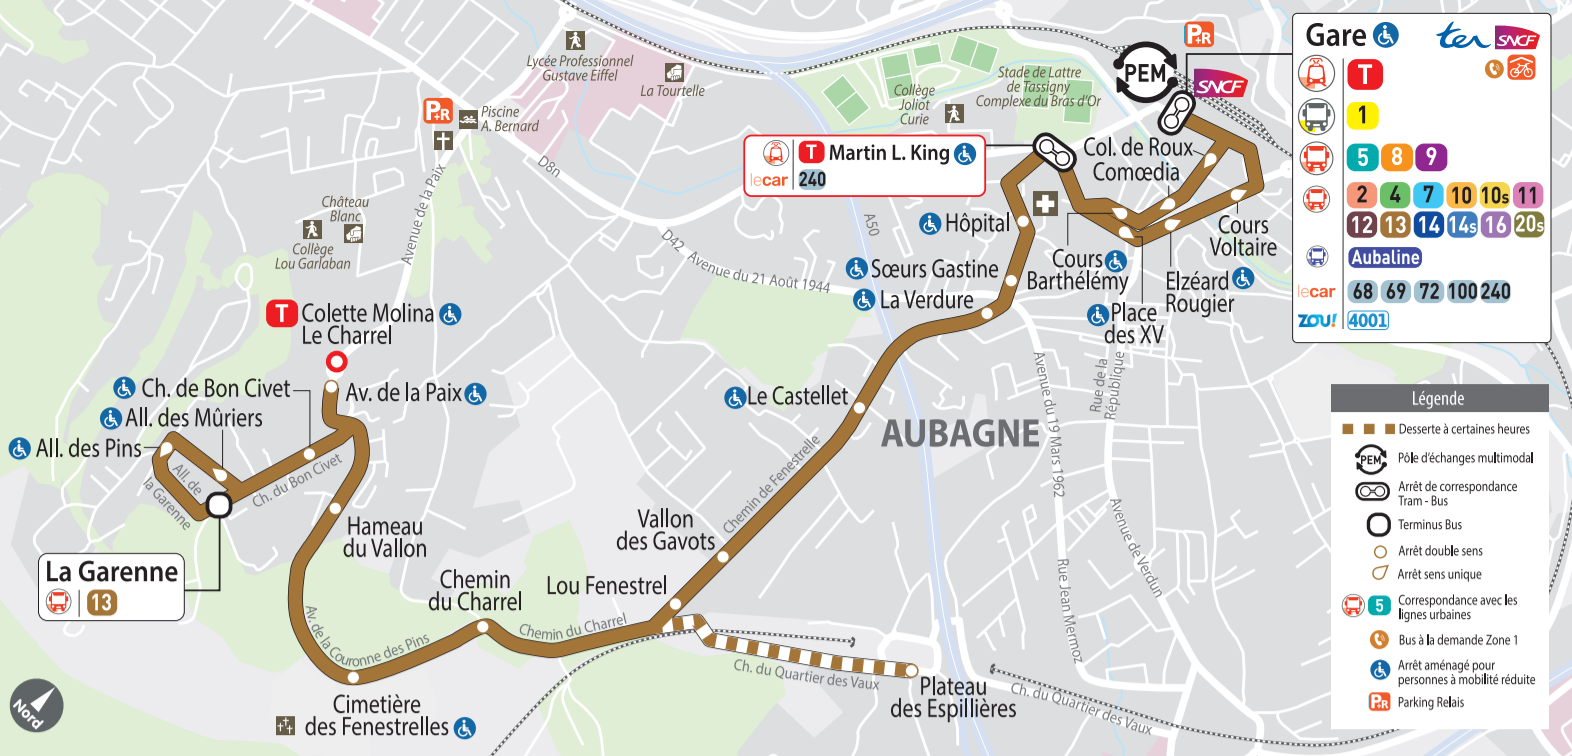 Lycée Professionnel
Gustave Eiffel
La Tourtelle
P+R
Piscine
A. Bernard
D8n
Château
Blanc
Collège
Lou Garlaban
Avenue de la Paix
D42
Avenue du 21 Août 1944
A50
Collège
Joliot
Curie
Stade de Lattre
de Tassigny
Complexe du Bras d'Or
PEM
P+R
SNCF
T Martin L. King
lecar 240
Col. de Roux
Comœdia
Hôpital
Sœurs Gastine
La Verdure
Cours
Barthélémy
Place
des XV
Elzéard
Rougier
Cours
Voltaire
Gare
ter SNCF
T
1
5 8 9
2 4 7 10 10s 11
12 13 14 14s 16 20s
Aubaline
lecar 68 69 72 100 240
ZOU! 4001
T Colette Molina
Le Charrel
Ch. de Bon Civet
Av. de la Paix
All. des Mûriers
All. des Pins
All. de
la Garenne
Ch. du Bon Civet
La Garenne
13
Hameau
du Vallon
Le Castellet
AUBAGNE
Chemin de Fenestrelle
Vallon
des Gavots
Chemin
du Charrel
Lou Fenestrel
Chemin du Charrel
Av. de la Couronne des Pins
Cimetière
des Fenestrelles
Ch. du Quartier des Vaux
Plateau
des Espillières
Ch. du Quartier des Vaux
Rue de la
République
Avenue du 19 Mars 1962
Avenue de Verdun
Rue Jean Mermoz
Nord
Légende
Desserte à certaines heures
PEM Pôle d'échanges multimodal
Arrêt de correspondance
Tram - Bus
Terminus Bus
Arrêt double sens
Arrêt sens unique
5 Correspondance avec les
lignes urbaines
Bus à la demande Zone 1
Arrêt aménagé pour
personnes à mobilité réduite
P+R Parking Relais